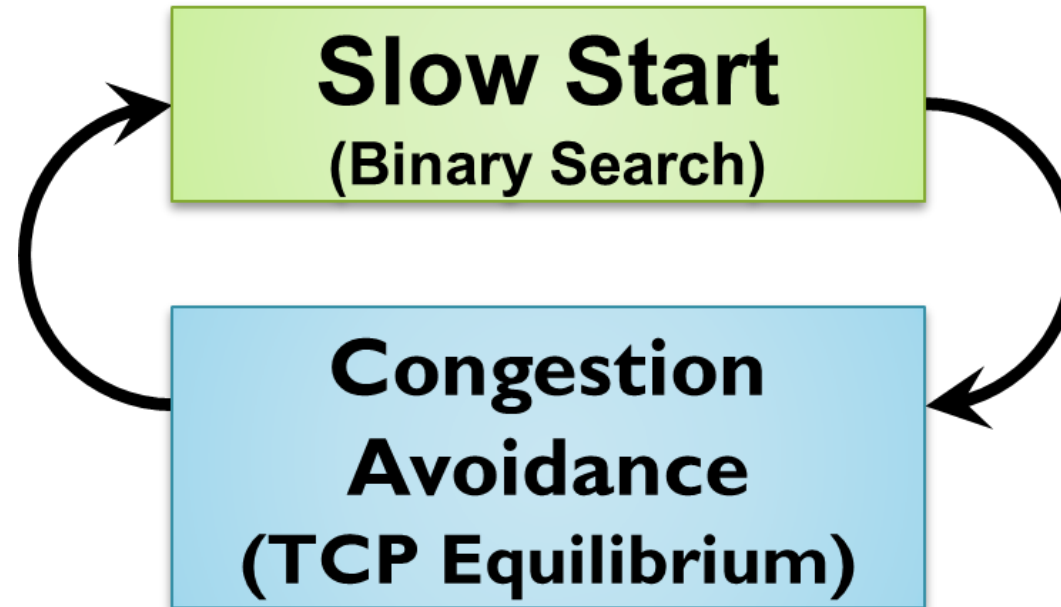 Slow Start
(Binary Search)
Congestion
Avoidance
(TCP Equilibrium)